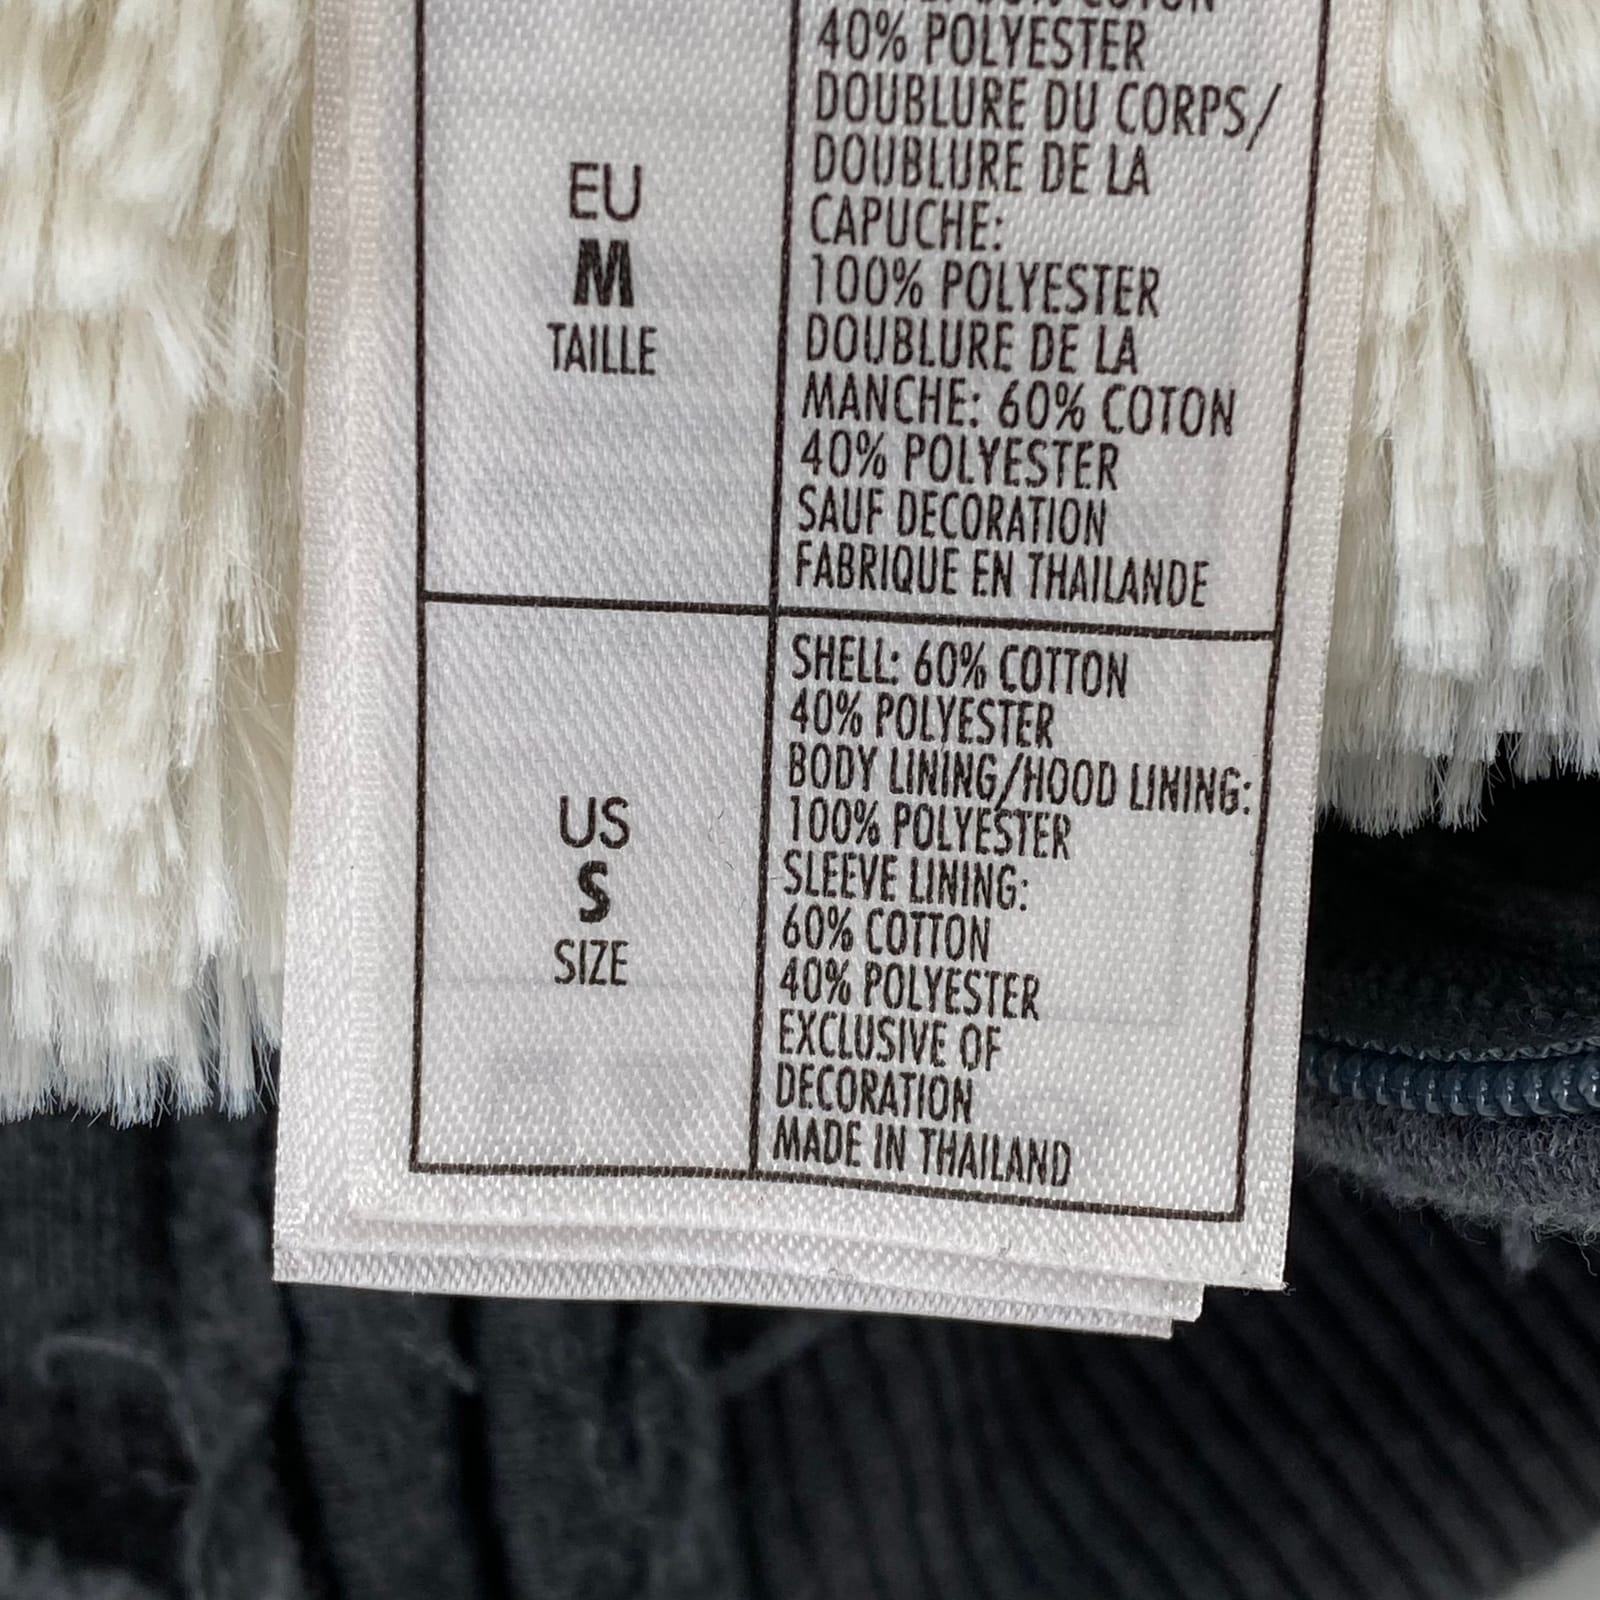 COTON
40% POLYESTER
DOUBLURE DU CORPS/
DOUBLURE DE LA
CAPUCHE:
100% POLYESTER
DOUBLURE DE LA
MANCHE: 60% COTON
40% POLYESTER
SAUF DECORATION
FABRIQUE EN THAILANDE
EU
M
TAILLE
SHELL: 60% COTTON
40% POLYESTER
BODY LINING/HOOD LINING:
100% POLYESTER
SLEEVE LINING:
60% COTTON
40% POLYESTER
EXCLUSIVE OF
DECORATION
MADE IN THAILAND
US
S
SIZE